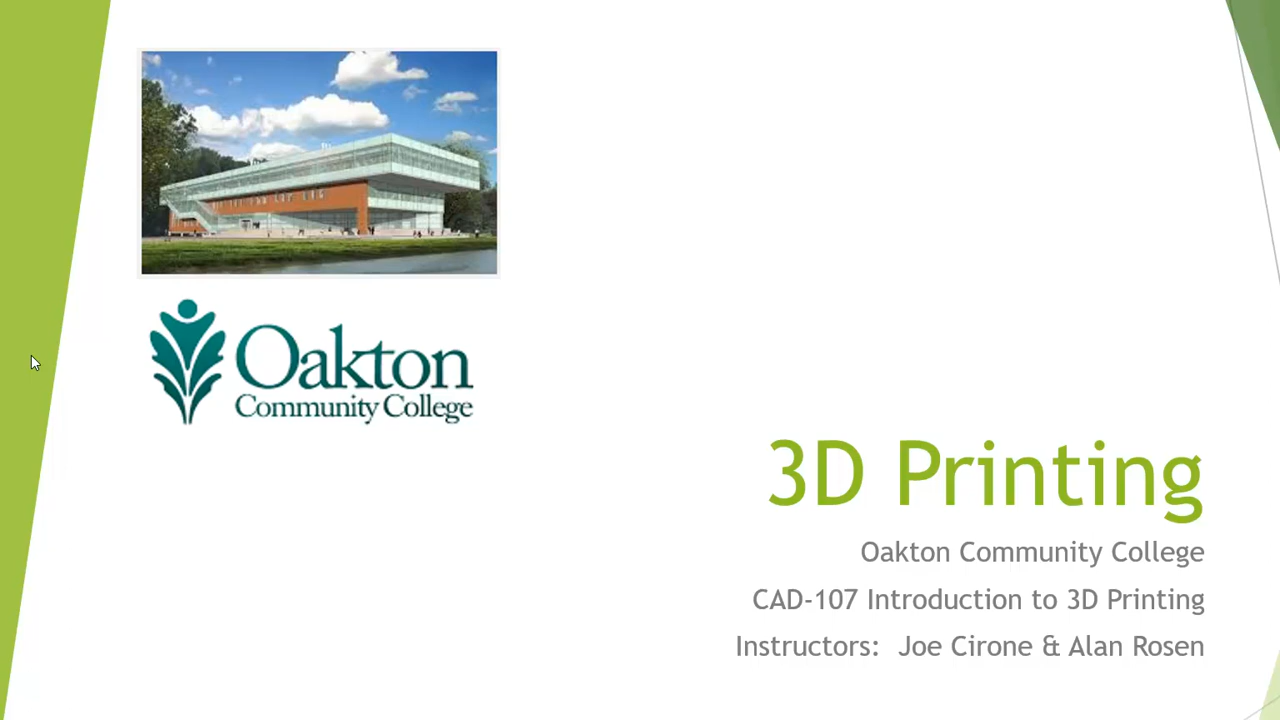 Oakton
Community College
3D Printing
Oakton Community College
CAD-107 Introduction to 3D Printing
Instructors:  Joe Cirone & Alan Rosen